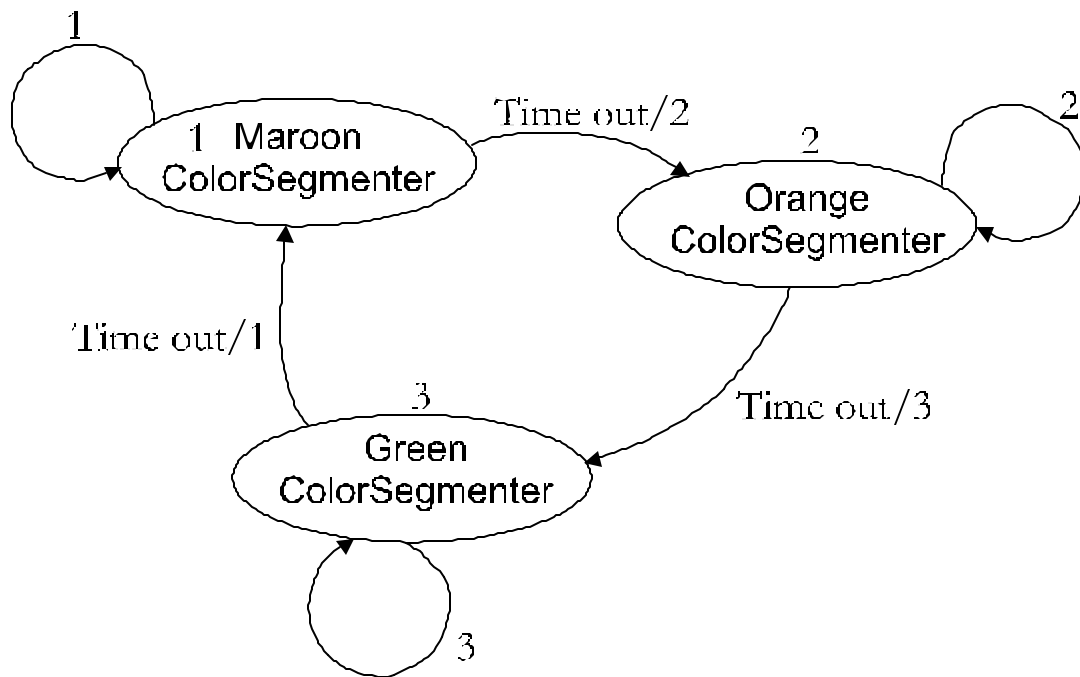 1
1 Maroon
ColorSegmenter
Time out/2
2
2
Orange
ColorSegmenter
Time out/1
Time out/3
3
Green
ColorSegmenter
3